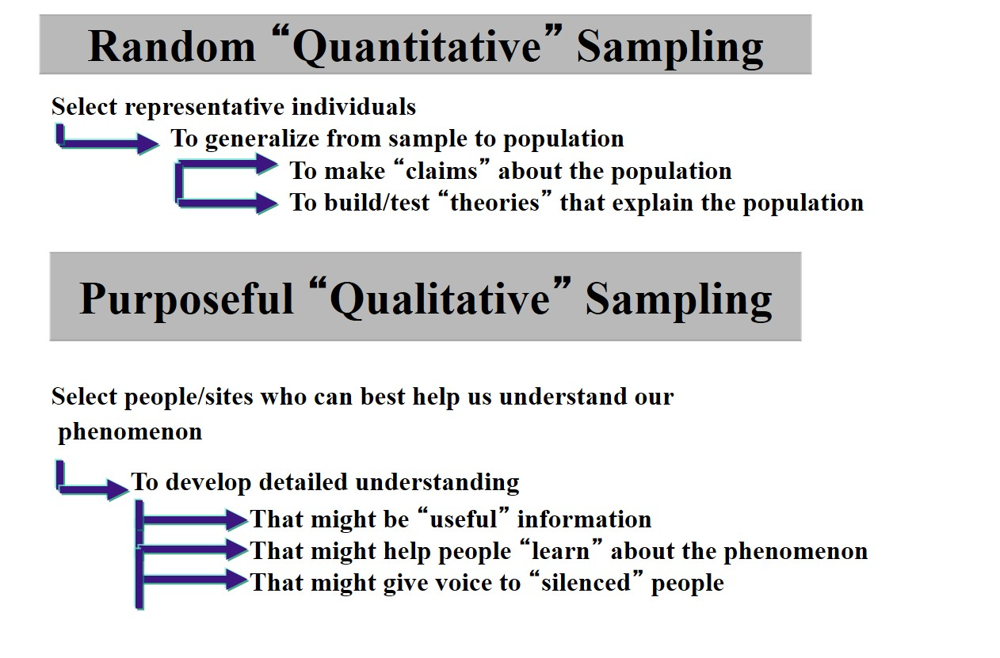 Random “Quantitative” Sampling
Select representative individuals
To generalize from sample to population
To make “claims” about the population
To build/test “theories” that explain the population
Purposeful “Qualitative” Sampling
Select people/sites who can best help us understand our
phenomenon
To develop detailed understanding
That might be “useful” information
That might help people “learn” about the phenomenon
That might give voice to “silenced” people